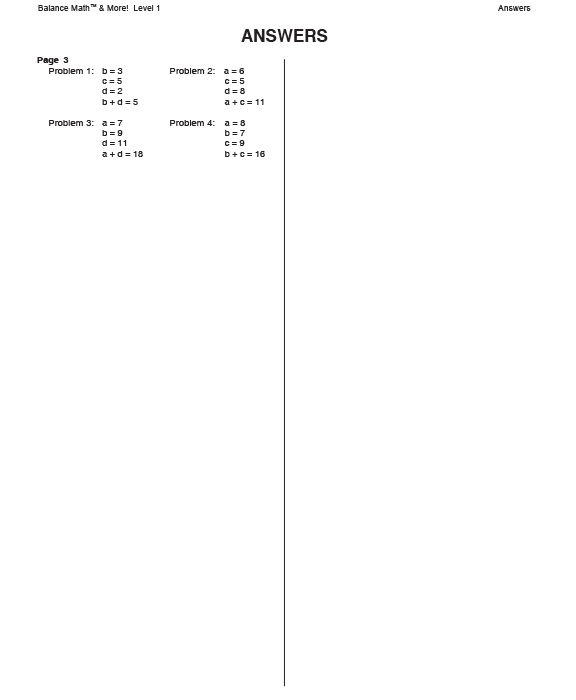 Balance Math™ & More! Level 1
Answers
ANSWERS
Page 3
Problem 1: b = 3
c = 5
d = 2
b + d = 5
Problem 2: a = 6
c = 5
d = 8
a + c = 11
Problem 3: a = 7
b = 9
d = 11
a + d = 18
Problem 4: a = 8
b = 7
c = 9
b + c = 16